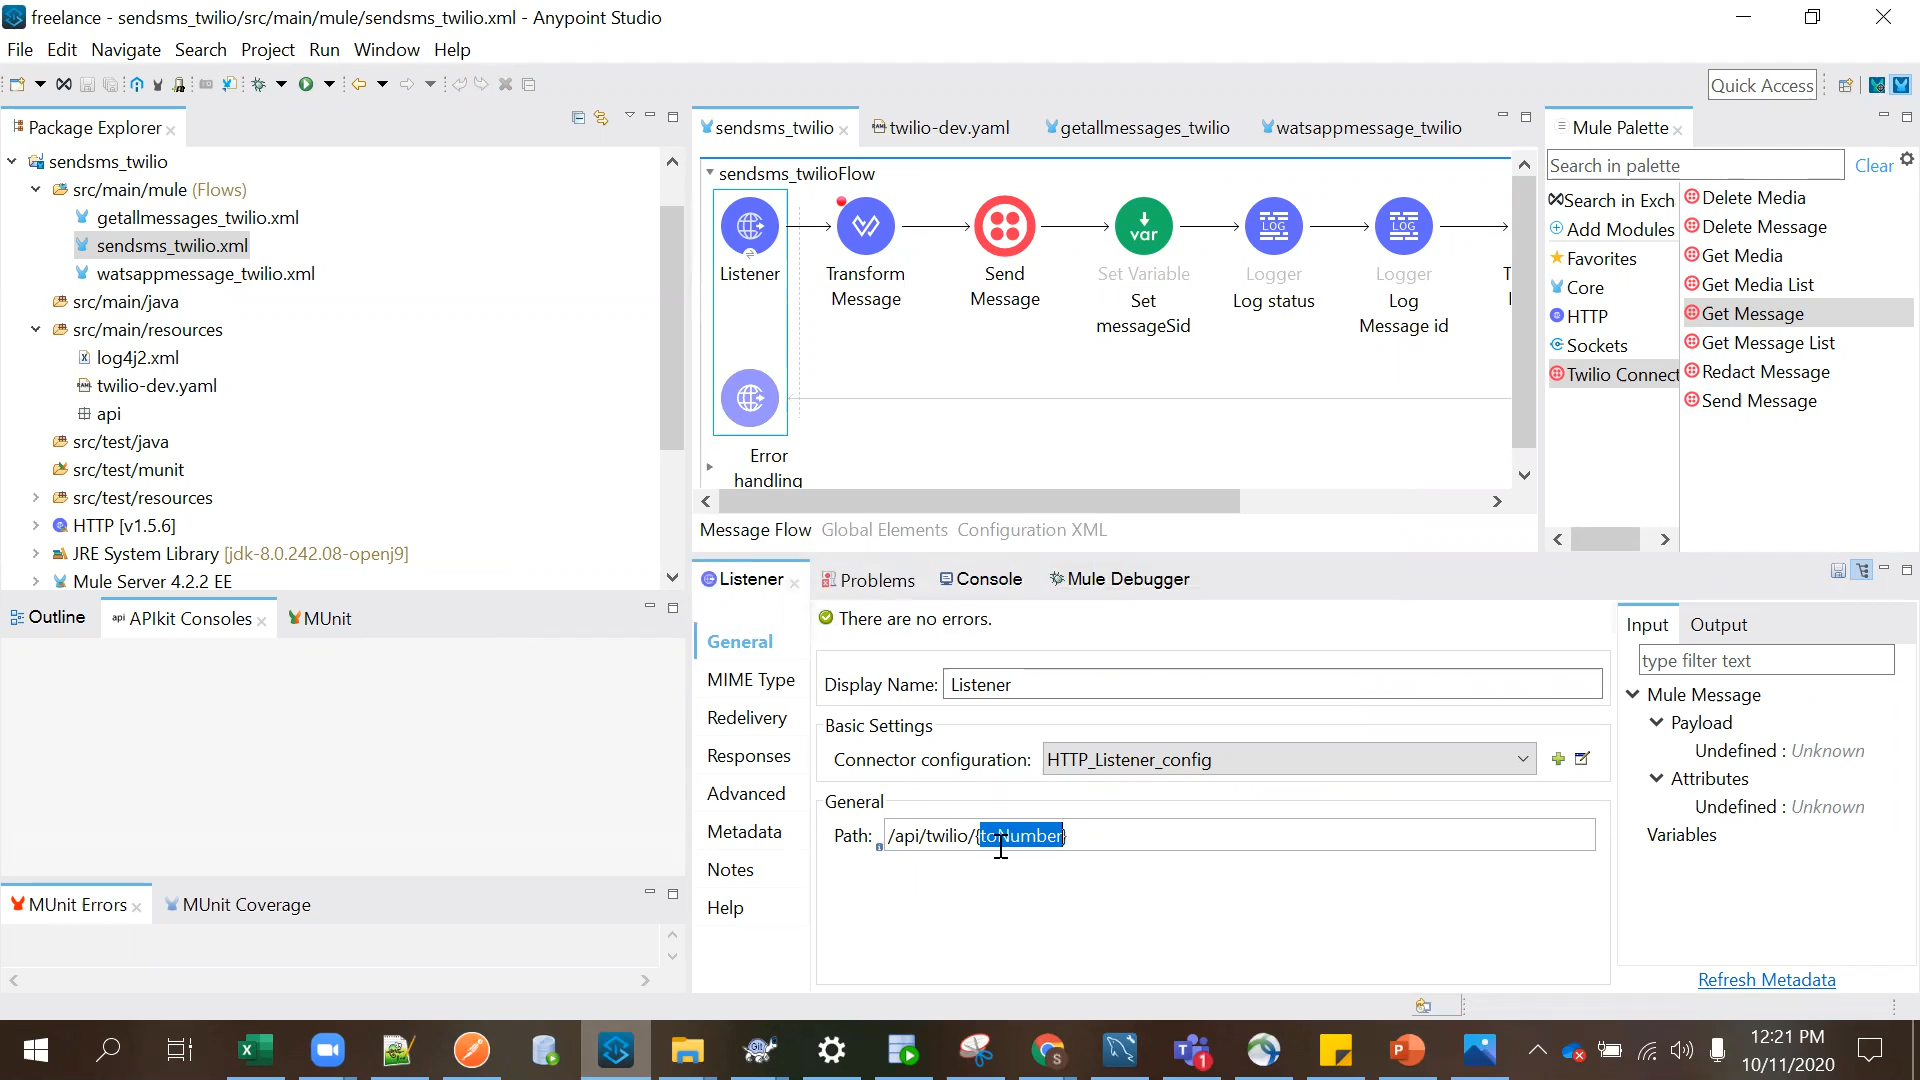 freelance - sendsms_twilio/src/main/mule/sendsms_twilio.xml - Anypoint Studio
File Edit Navigate Search Project Run Window Help
Quick Access
Package Explorer
sendsms_twilio
src/main/mule (Flows)
getallmessages_twilio.xml
sendsms_twilio.xml
watsappmessage_twilio.xml
src/main/java
src/main/resources
log4j2.xml
twilio-dev.yaml
api
src/test/java
src/test/munit
src/test/resources
HTTP [v1.5.6]
JRE System Library [jdk-8.0.242.08-openj9]
Mule Server 4.2.2 EE
Outline
api APIkit Consoles
MUnit
MUnit Errors
MUnit Coverage
sendsms_twilio
twilio-dev.yaml
getallmessages_twilio
watsappmessage_twilio
sendsms_twilioFlow
Listener
Transform
Message
Send
Message
var
Set Variable
Set
messageSid
LOG
Logger
Log status
LOG
Logger
Log
Message id
Error
handling
Message Flow Global Elements Configuration XML
Mule Palette
Search in palette
Clear
Search in Exch
Add Modules
Favorites
Core
HTTP
Sockets
Twilio Connect
Delete Media
Delete Message
Get Media
Get Media List
Get Message
Get Message List
Redact Message
Send Message
Listener
Problems
Console
Mule Debugger
There are no errors.
General
MIME Type
Redelivery
Responses
Advanced
Metadata
Notes
Help
Display Name: Listener
Basic Settings
Connector configuration: HTTP_Listener_config
General
Path: /api/twilio/{toNumber}
Input
Output
type filter text
Mule Message
Payload
Undefined : Unknown
Attributes
Undefined : Unknown
Variables
Refresh Metadata
12:21 PM
10/11/2020